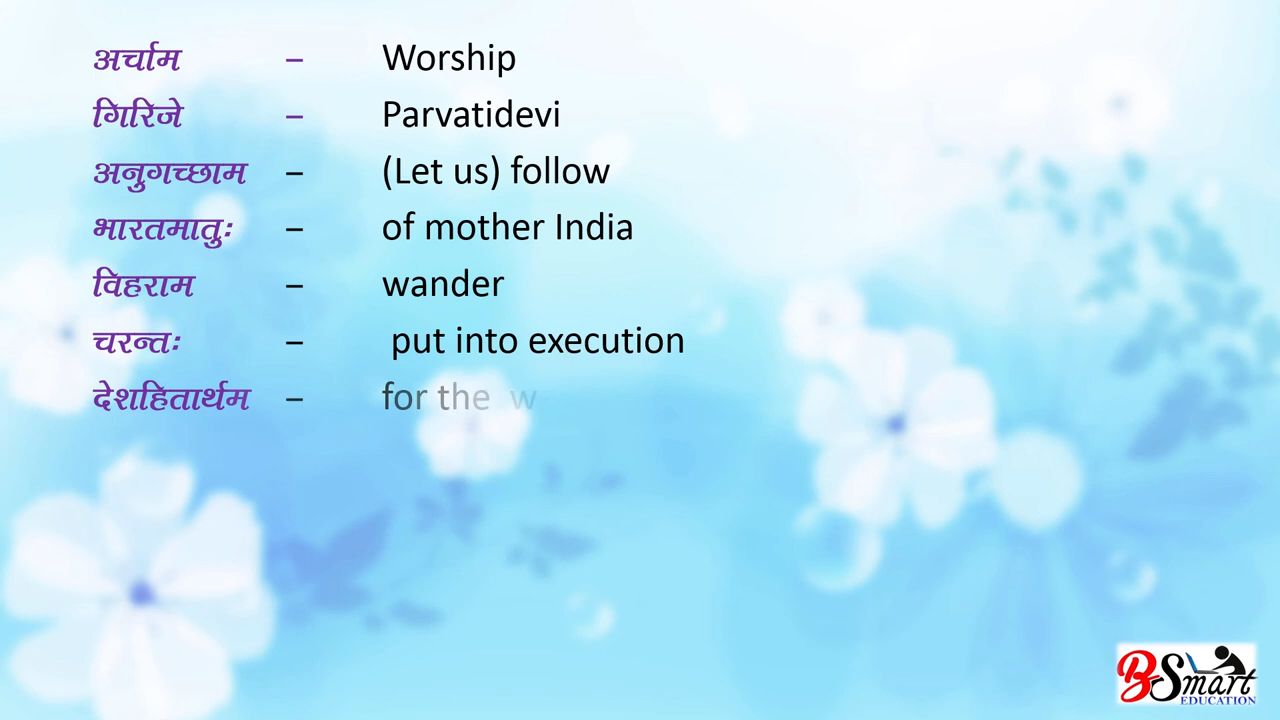 अर्चाम – Worship
गिरिजे – Parvatidevi
अनुगच्छाम – (Let us) follow
भारतमातुः – of mother India
विहराम – wander
चरन्तः – put into execution
देशहितार्थम – for the w
B Smart
EDUCATION